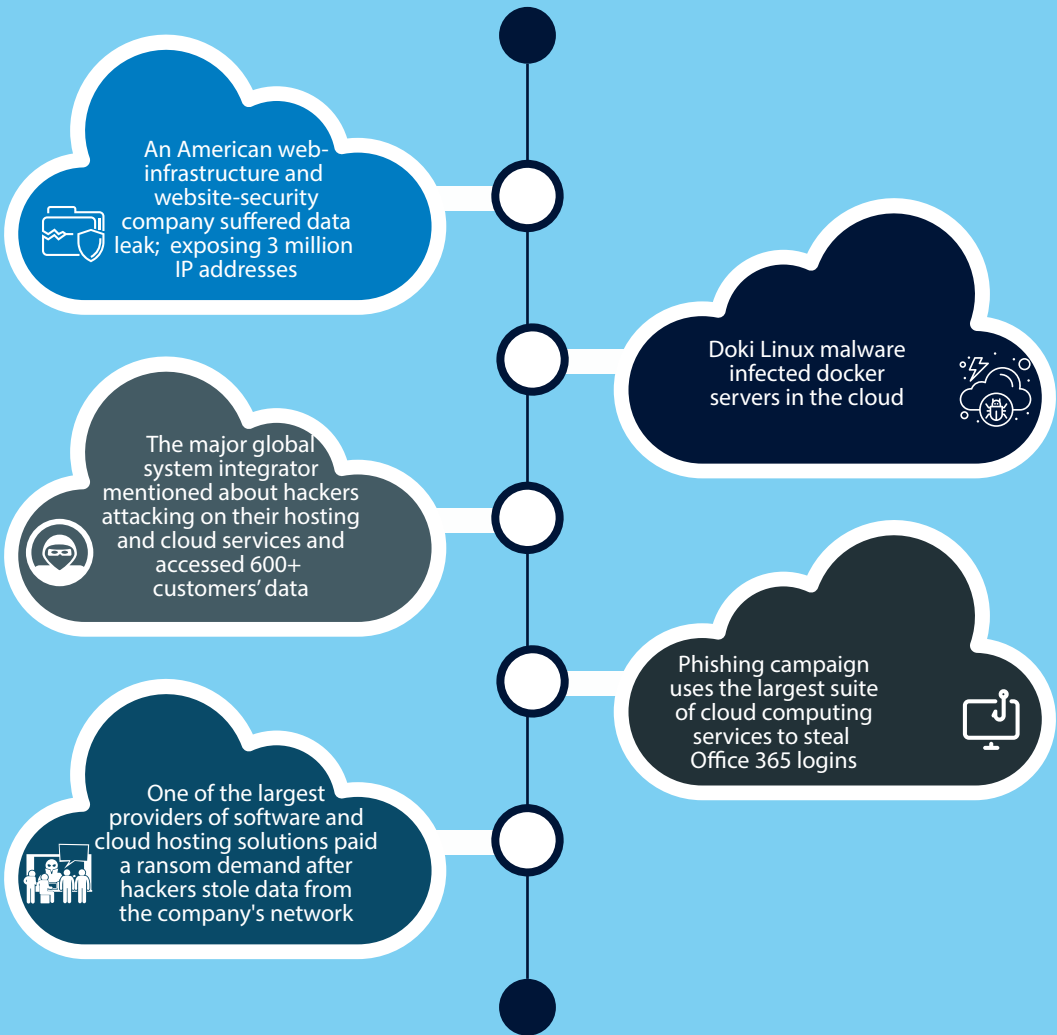 An American web-
infrastructure and
website-security
company suffered data
leak; exposing 3 million
IP addresses
Doki Linux malware
infected docker
servers in the cloud
The major global
system integrator
mentioned about hackers
attacking on their hosting
and cloud services and
accessed 600+
customers' data
Phishing campaign
uses the largest suite
of cloud computing
services to steal
Office 365 logins
One of the largest
providers of software and
cloud hosting solutions paid
a ransom demand after
hackers stole data from
the company's network